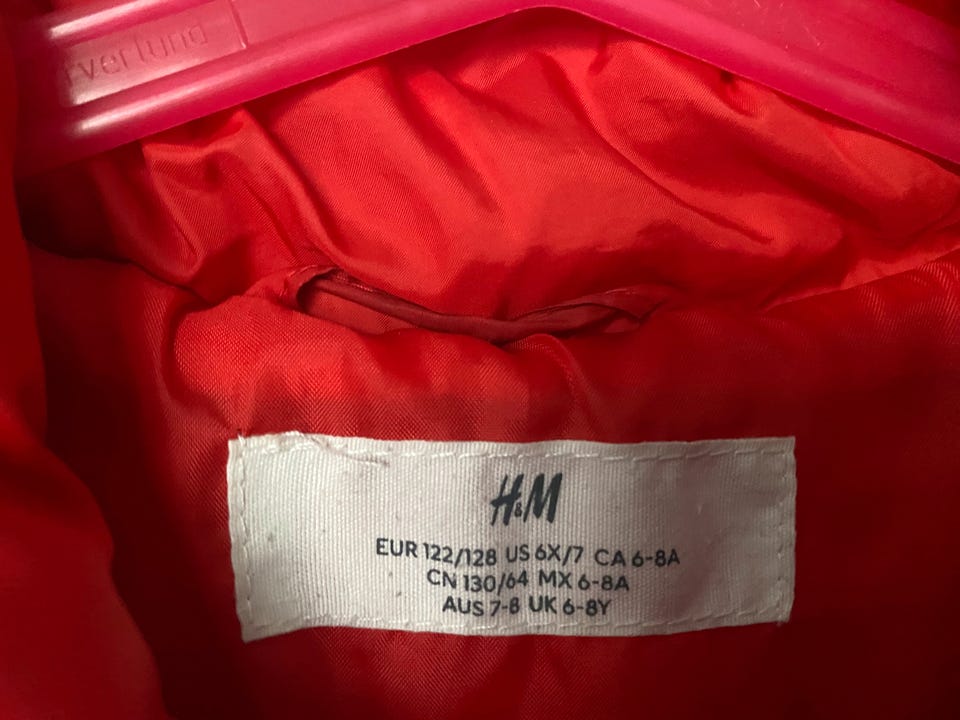 vertung
H&M
EUR 122/128 US 6X/7 CA 6-8A
CN 130/64 MX 6-8A
AUS 7-8 UK 6-8Y